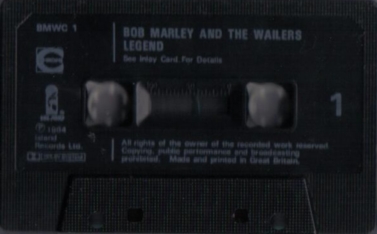 BMWC 1
BOB MARLEY AND THE WAILERS
LEGEND
See Inlay Card For Details
ISLAND
1
Ⓟ 1984
Island
Records Ltd.
All rights of the owner of the recorded work reserved.
Copying, public performance and broadcasting
prohibited. Made and printed in Great Britain.